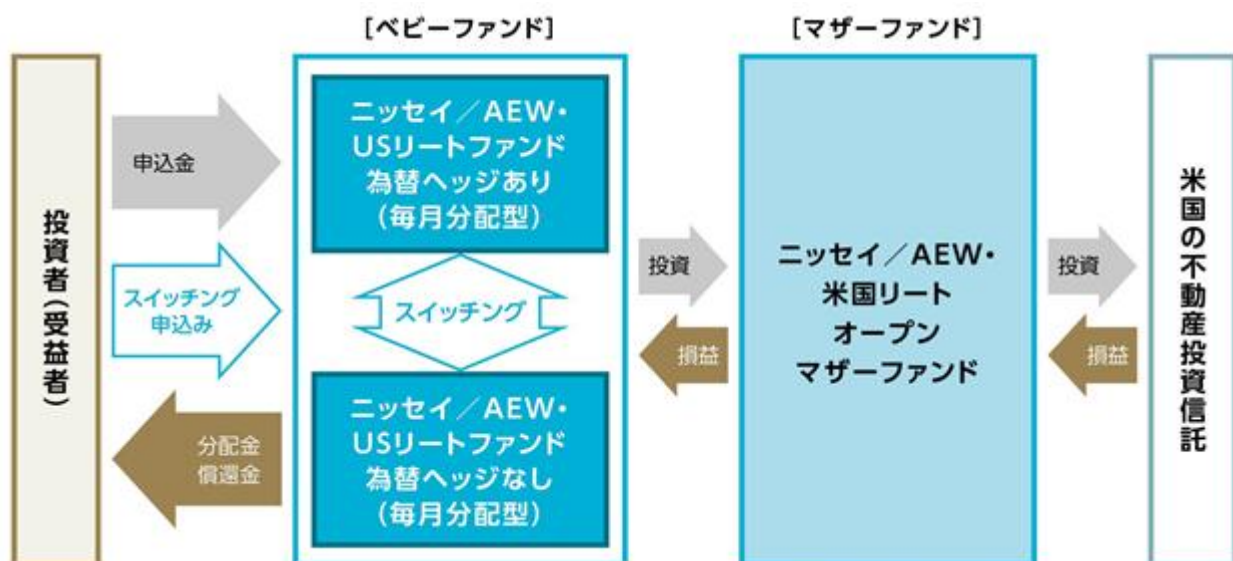 [ベビーファンド]
[マザーファンド]
投資者(受益者)
申込金
スイッチング
申込み
分配金
償還金
ニッセイ／AEW・
USリートファンド
為替ヘッジあり
(毎月分配型)
スイッチング
ニッセイ／AEW・
USリートファンド
為替ヘッジなし
(毎月分配型)
投資
損益
ニッセイ／AEW・
米国リート
オープン
マザーファンド
投資
損益
米国の不動産投資信託